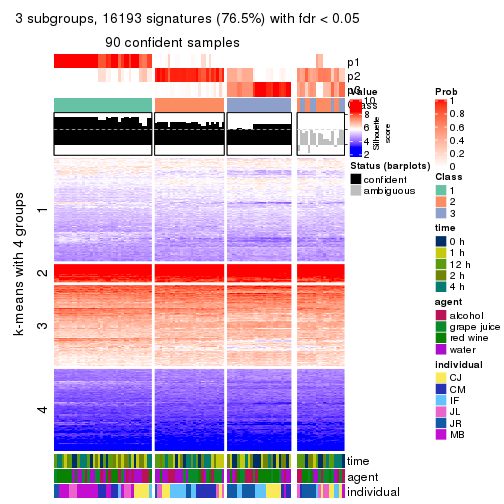 3 subgroups, 16193 signatures (76.5%) with fdr < 0.05
90 confident samples
p1
p2
p3
Class
Value
10
8
6
4
2
Silhouette
score
Status (barplots)
confident
ambiguous
Prob
1
0.8
0.6
0.4
0.2
0
Class
1
2
3
time
0 h
1 h
12 h
2 h
4 h
agent
alcohol
grape juice
red wine
water
individual
CJ
CM
IF
JL
JR
MB
k-means with 4 groups
1
2
3
4
time
agent
individual